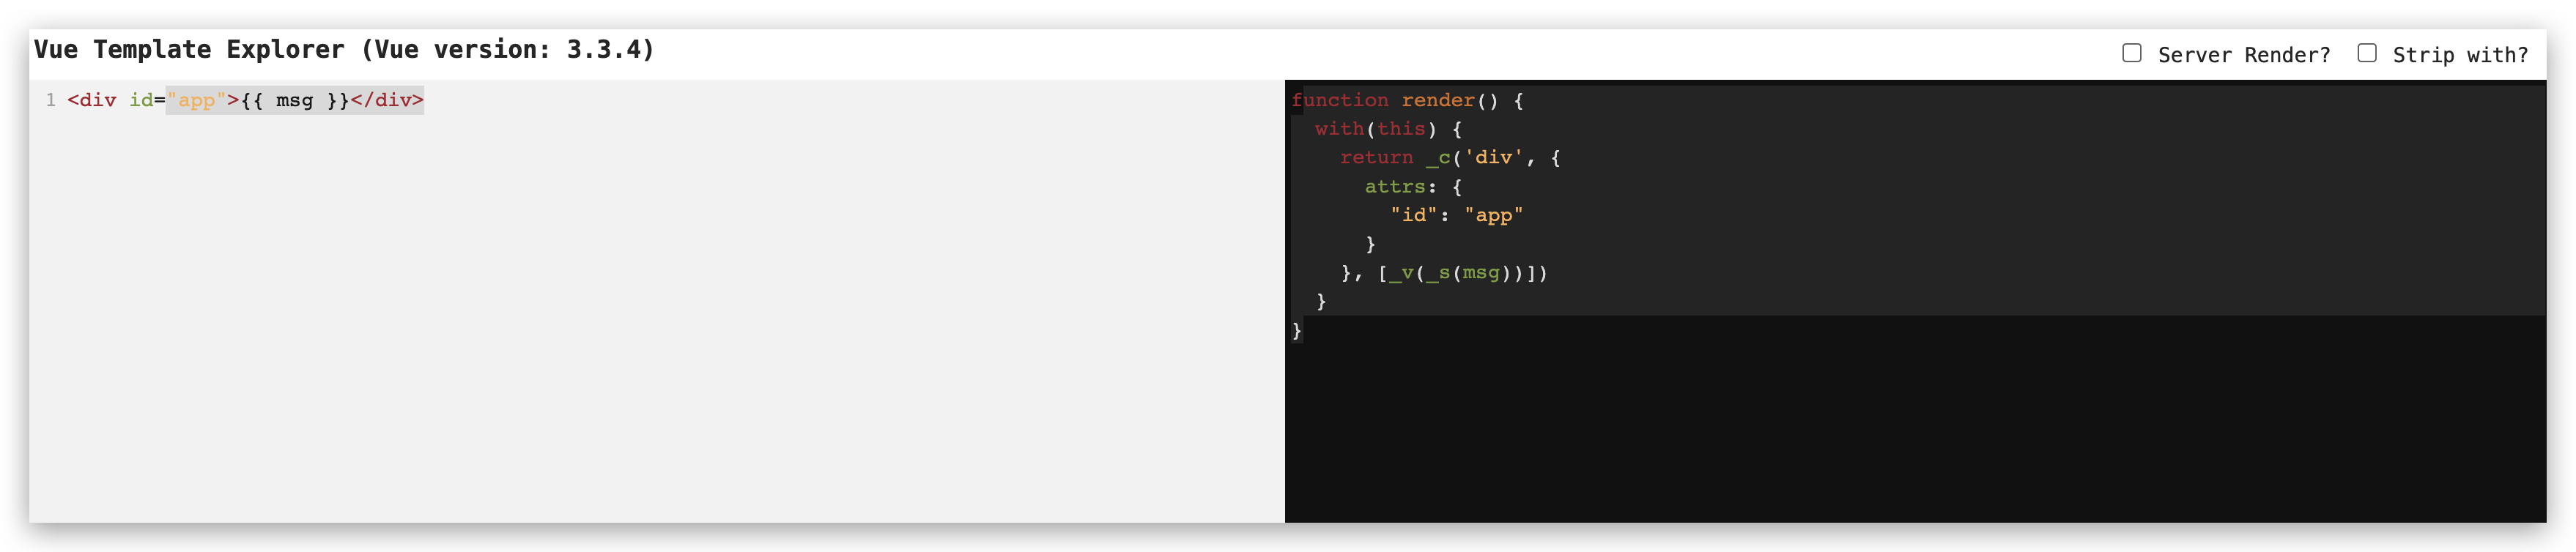 Vue Template Explorer (Vue version: 3.3.4)
Server Render? Strip with?
1 <div id="app">{{ msg }}</div>
function render() {
  with(this) {
    return _c('div', {
      attrs: {
        "id": "app"
      }
    }, [_v(_s(msg))])
  }
}